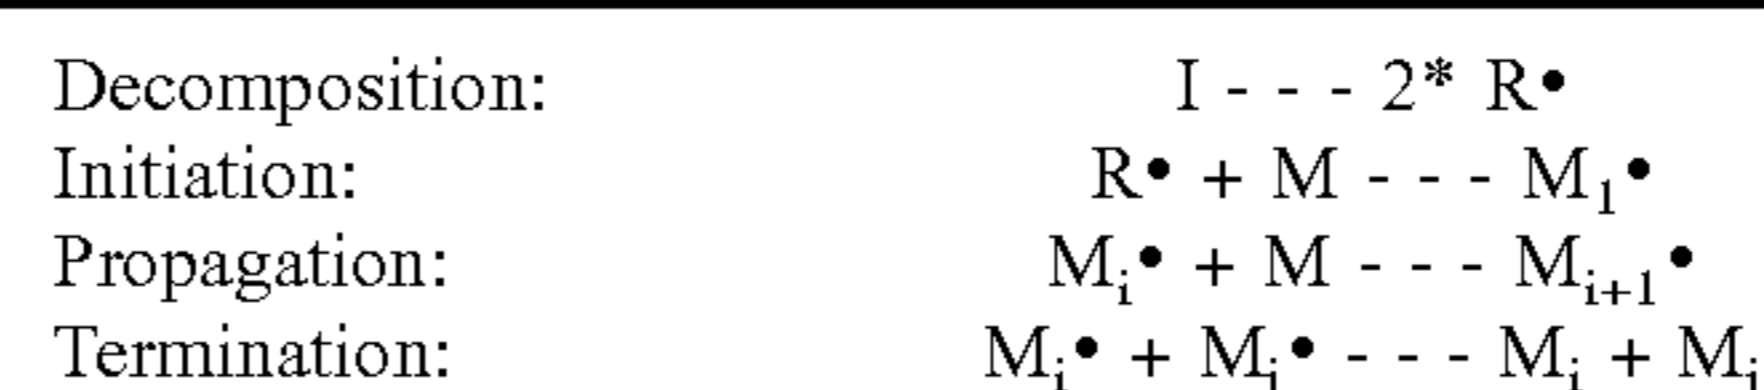 Decomposition: I - - - 2* R•
Initiation: R• + M - - - M₁•
Propagation: Mᵢ• + M - - - Mᵢ₊₁•
Termination: Mᵢ• + Mⱼ• - - - Mᵢ + Mⱼ